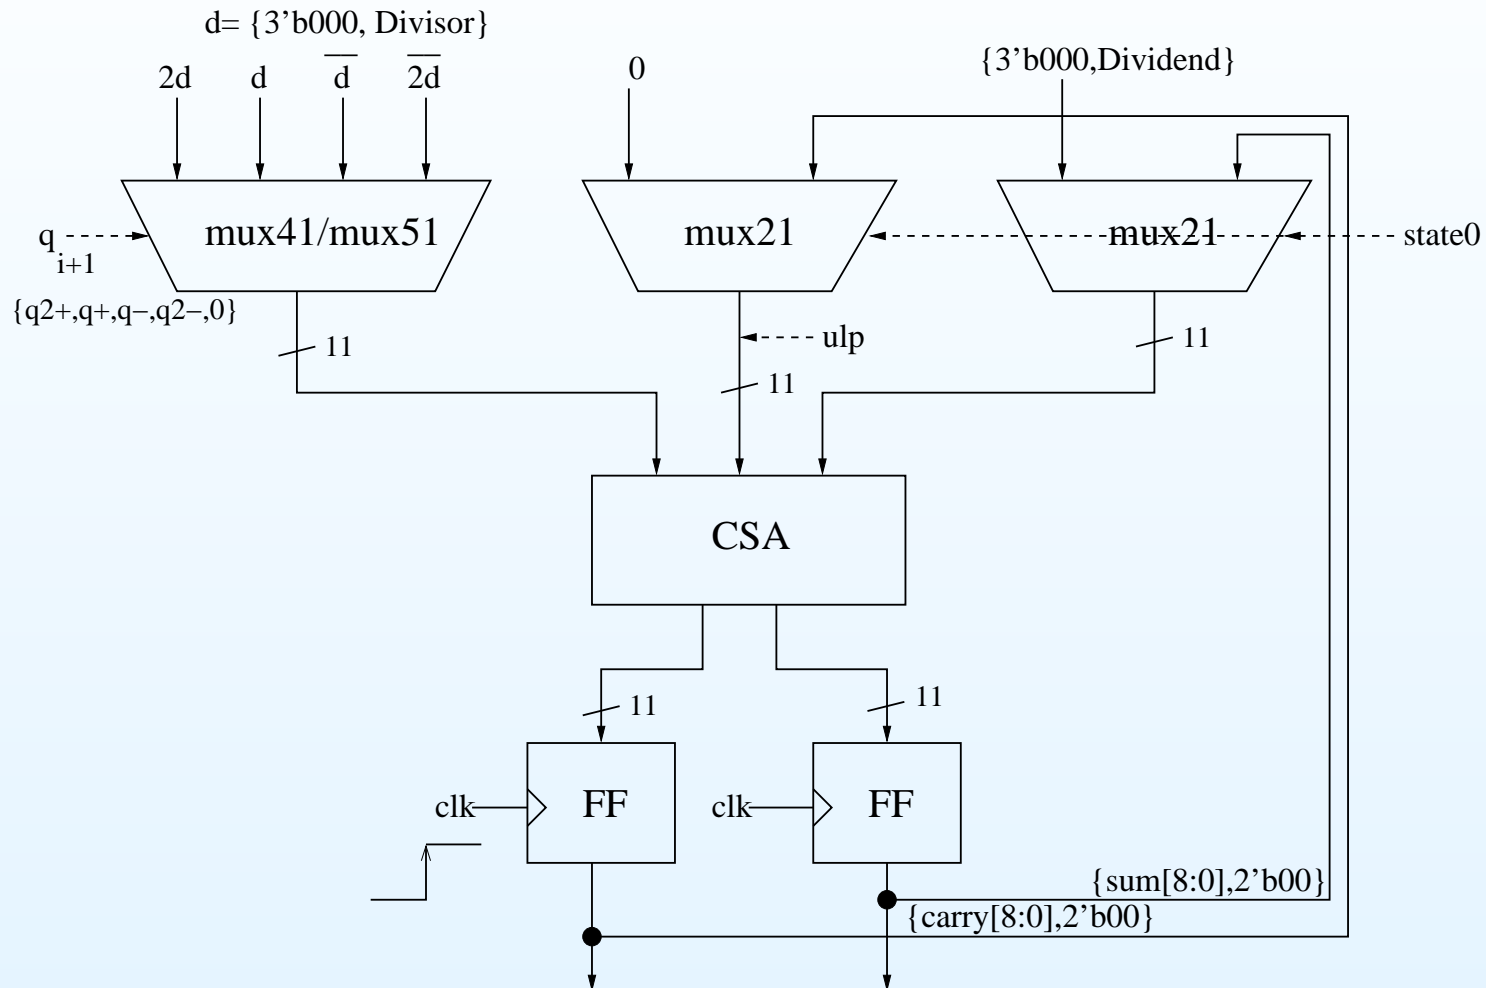 d= {3'b000, Divisor}
2d
d
d
2d
0
{3'b000,Dividend}
mux41/mux51
mux21
mux21
q
i+1
state0
{q2+,q+,q−,q2−,0}
11
ulp
11
11
CSA
11
11
clk
FF
clk
FF
{sum[8:0],2'b00}
{carry[8:0],2'b00}